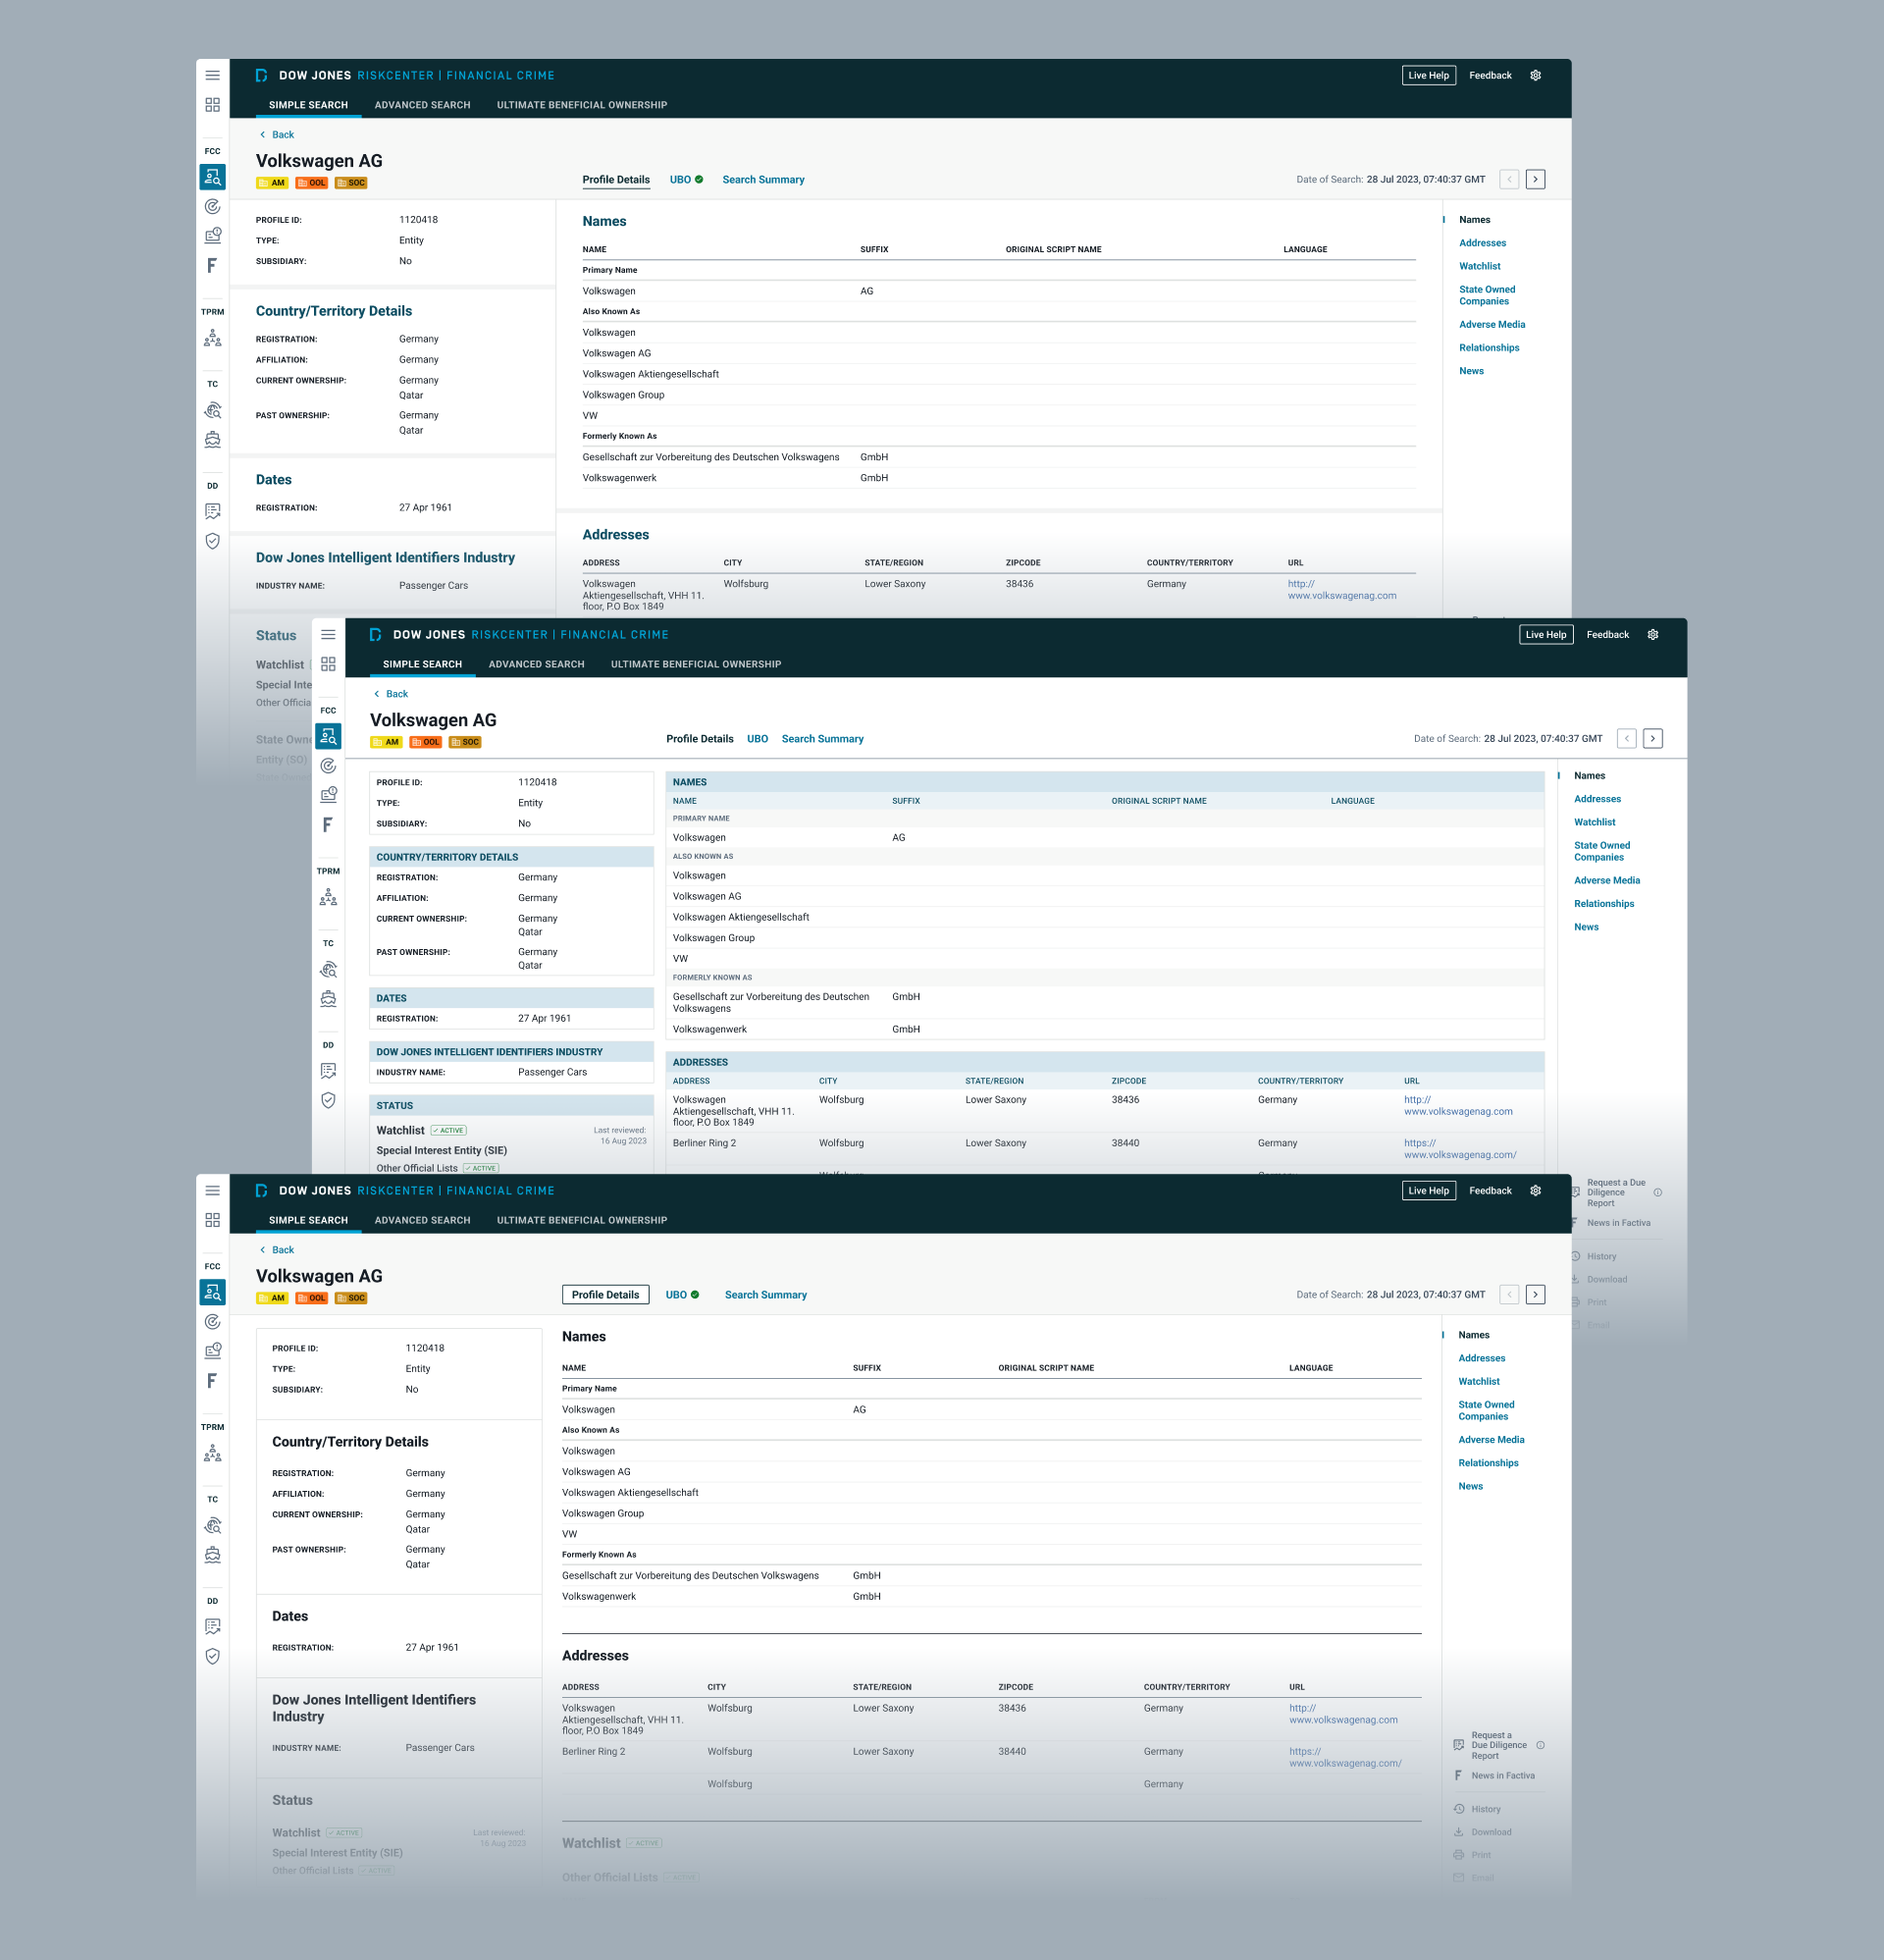 DOW JONES RISKCENTER | FINANCIAL CRIME
Live Help Feedback
SIMPLE SEARCH ADVANCED SEARCH ULTIMATE BENEFICIAL OWNERSHIP
Back
Volkswagen AG
AM OOL SOC
Profile Details UBO Search Summary
Date of Search: 28 Jul 2023, 07:40:37 GMT
FCC
TPRM
TC
DD
PROFILE ID: 1120418
TYPE: Entity
SUBSIDIARY: No
Country/Territory Details
REGISTRATION: Germany
AFFILIATION: Germany
CURRENT OWNERSHIP: Germany
Qatar
PAST OWNERSHIP: Germany
Qatar
Dates
REGISTRATION: 27 Apr 1961
Dow Jones Intelligent Identifiers Industry
INDUSTRY NAME: Passenger Cars
Status
Watchlist
Special Inte
Other Officia
State Own
Entity (SO)
Names
NAME SUFFIX ORIGINAL SCRIPT NAME LANGUAGE
Primary Name
Volkswagen AG
Also Known As
Volkswagen
Volkswagen AG
Volkswagen Aktiengesellschaft
Volkswagen Group
VW
Formerly Known As
Gesellschaft zur Vorbereitung des Deutschen Volkswagens GmbH
Volkswagenwerk GmbH
Addresses
ADDRESS CITY STATE/REGION ZIPCODE COUNTRY/TERRITORY URL
Volkswagen Wolfsburg Lower Saxony 38436 Germany http://
Aktiengesellschaft, VHH 11. www.volkswagenag.com
floor, P.O Box 1849
Names
Addresses
Watchlist
State Owned
Companies
Adverse Media
Relationships
News
DOW JONES RISKCENTER | FINANCIAL CRIME
Live Help Feedback
SIMPLE SEARCH ADVANCED SEARCH ULTIMATE BENEFICIAL OWNERSHIP
Back
Volkswagen AG
AM OOL SOC
Profile Details UBO Search Summary
Date of Search: 28 Jul 2023, 07:40:37 GMT
FCC
TPRM
TC
DD
PROFILE ID: 1120418
TYPE: Entity
SUBSIDIARY: No
COUNTRY/TERRITORY DETAILS
REGISTRATION: Germany
AFFILIATION: Germany
CURRENT OWNERSHIP: Germany
Qatar
PAST OWNERSHIP: Germany
Qatar
DATES
REGISTRATION: 27 Apr 1961
DOW JONES INTELLIGENT IDENTIFIERS INDUSTRY
INDUSTRY NAME: Passenger Cars
STATUS
Watchlist ACTIVE Last reviewed:
16 Aug 2023
Special Interest Entity (SIE)
Other Official Lists ACTIVE
NAMES
NAME SUFFIX ORIGINAL SCRIPT NAME LANGUAGE
PRIMARY NAME
Volkswagen AG
ALSO KNOWN AS
Volkswagen
Volkswagen AG
Volkswagen Aktiengesellschaft
Volkswagen Group
VW
FORMERLY KNOWN AS
Gesellschaft zur Vorbereitung des Deutschen GmbH
Volkswagens
Volkswagenwerk GmbH
ADDRESSES
ADDRESS CITY STATE/REGION ZIPCODE COUNTRY/TERRITORY URL
Volkswagen Wolfsburg Lower Saxony 38436 Germany http://
Aktiengesellschaft, VHH 11. www.volkswagenag.com
floor, P.O Box 1849
Berliner Ring 2 Wolfsburg Lower Saxony 38440 Germany https://
www.volkswagenag.com/
Names
Addresses
Watchlist
State Owned
Companies
Adverse Media
Relationships
News
Request a Due
Diligence
Report
News in Factiva
History
Download
Print
Email
DOW JONES RISKCENTER | FINANCIAL CRIME
Live Help Feedback
SIMPLE SEARCH ADVANCED SEARCH ULTIMATE BENEFICIAL OWNERSHIP
Back
Volkswagen AG
AM OOL SOC
Profile Details UBO Search Summary
Date of Search: 28 Jul 2023, 07:40:37 GMT
FCC
TPRM
TC
DD
PROFILE ID: 1120418
TYPE: Entity
SUBSIDIARY: No
Country/Territory Details
REGISTRATION: Germany
AFFILIATION: Germany
CURRENT OWNERSHIP: Germany
Qatar
PAST OWNERSHIP: Germany
Qatar
Dates
REGISTRATION: 27 Apr 1961
Dow Jones Intelligent Identifiers
Industry
INDUSTRY NAME: Passenger Cars
Status
Watchlist ACTIVE Last reviewed:
16 Aug 2023
Special Interest Entity (SIE)
Other Official Lists ACTIVE
Names
NAME SUFFIX ORIGINAL SCRIPT NAME LANGUAGE
Primary Name
Volkswagen AG
Also Known As
Volkswagen
Volkswagen AG
Volkswagen Aktiengesellschaft
Volkswagen Group
VW
Formerly Known As
Gesellschaft zur Vorbereitung des Deutschen Volkswagens GmbH
Volkswagenwerk GmbH
Addresses
ADDRESS CITY STATE/REGION ZIPCODE COUNTRY/TERRITORY URL
Volkswagen Wolfsburg Lower Saxony 38436 Germany http://
Aktiengesellschaft, VHH 11. www.volkswagenag.com
floor, P.O Box 1849
Berliner Ring 2 Wolfsburg Lower Saxony 38440 Germany https://
www.volkswagenag.com/
Wolfsburg Germany
Watchlist ACTIVE
Other Official Lists ACTIVE
Names
Addresses
Watchlist
State Owned
Companies
Adverse Media
Relationships
News
Request a
Due Diligence
Report
News in Factiva
History
Download
Print
Email